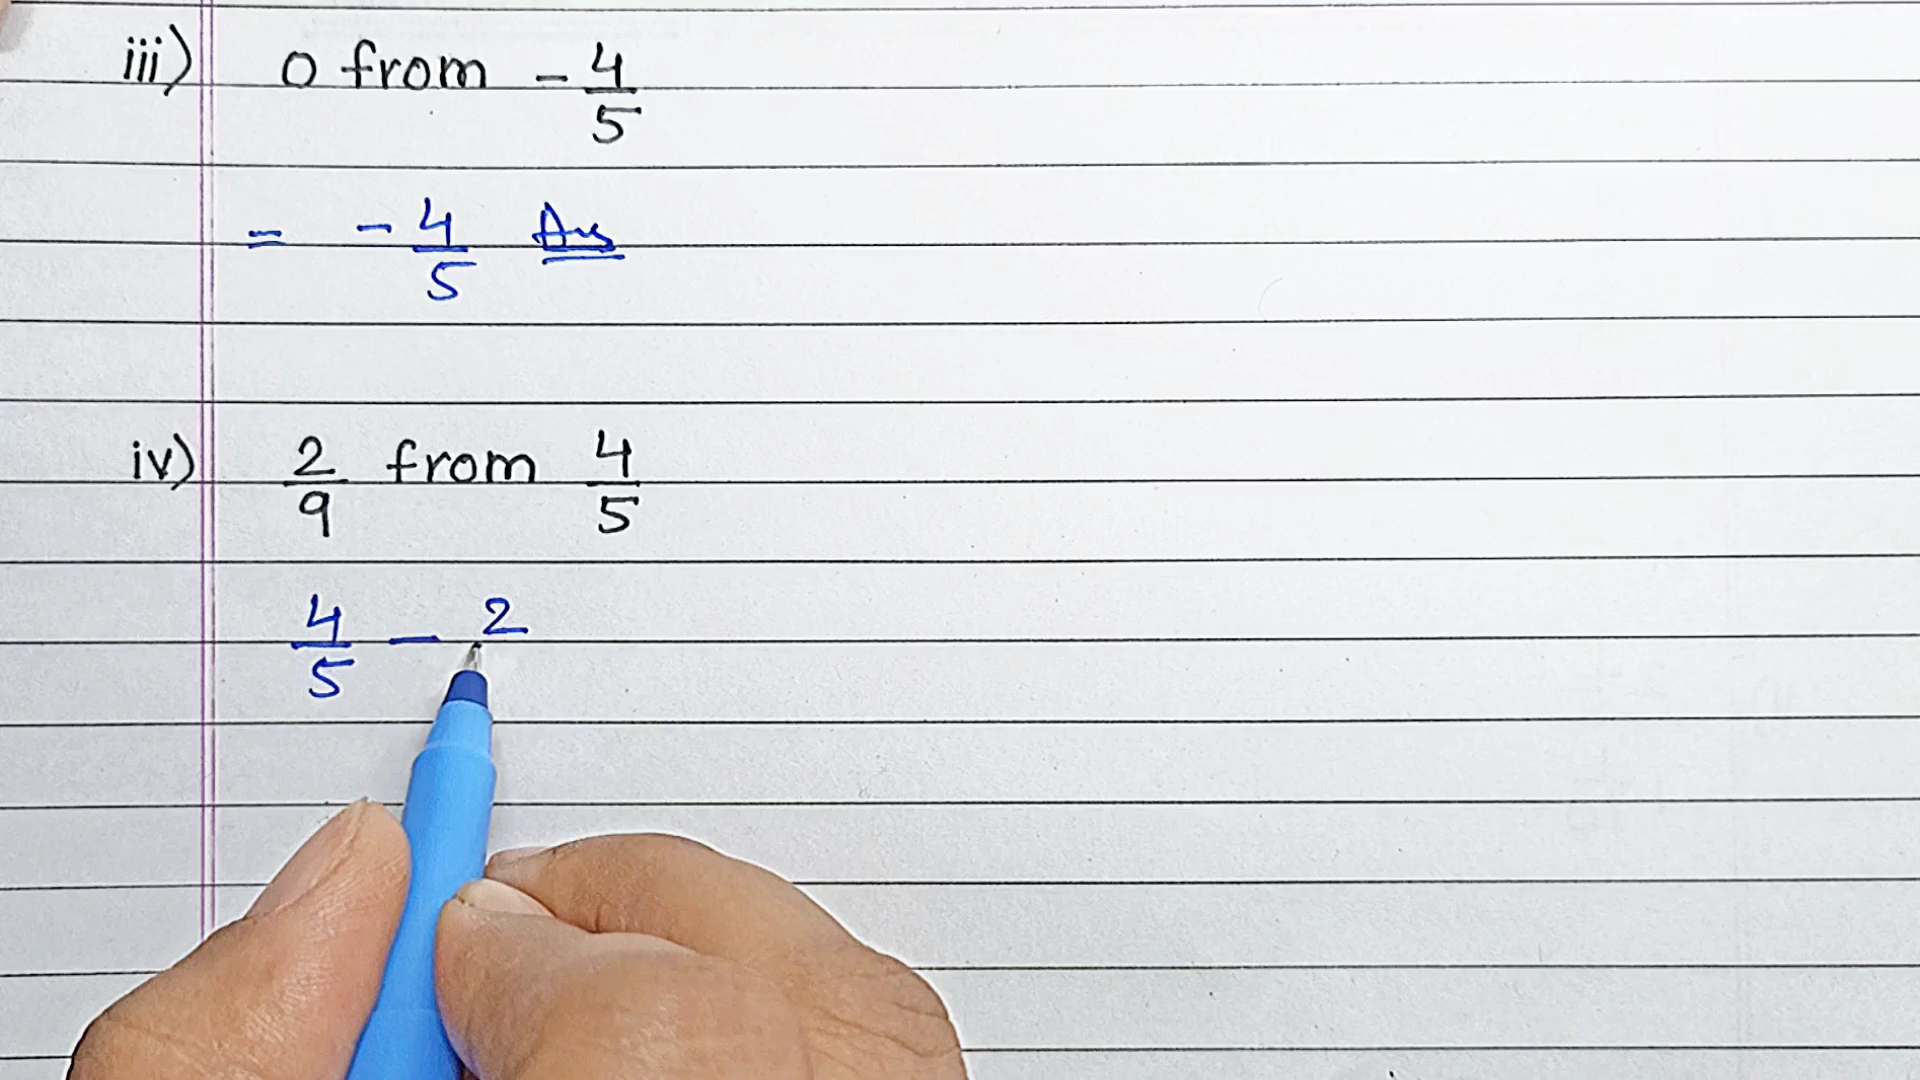 iii) 0 from - 4/5
= - 4/5 Ans
iv) 2/9 from 4/5
4/5 - 2